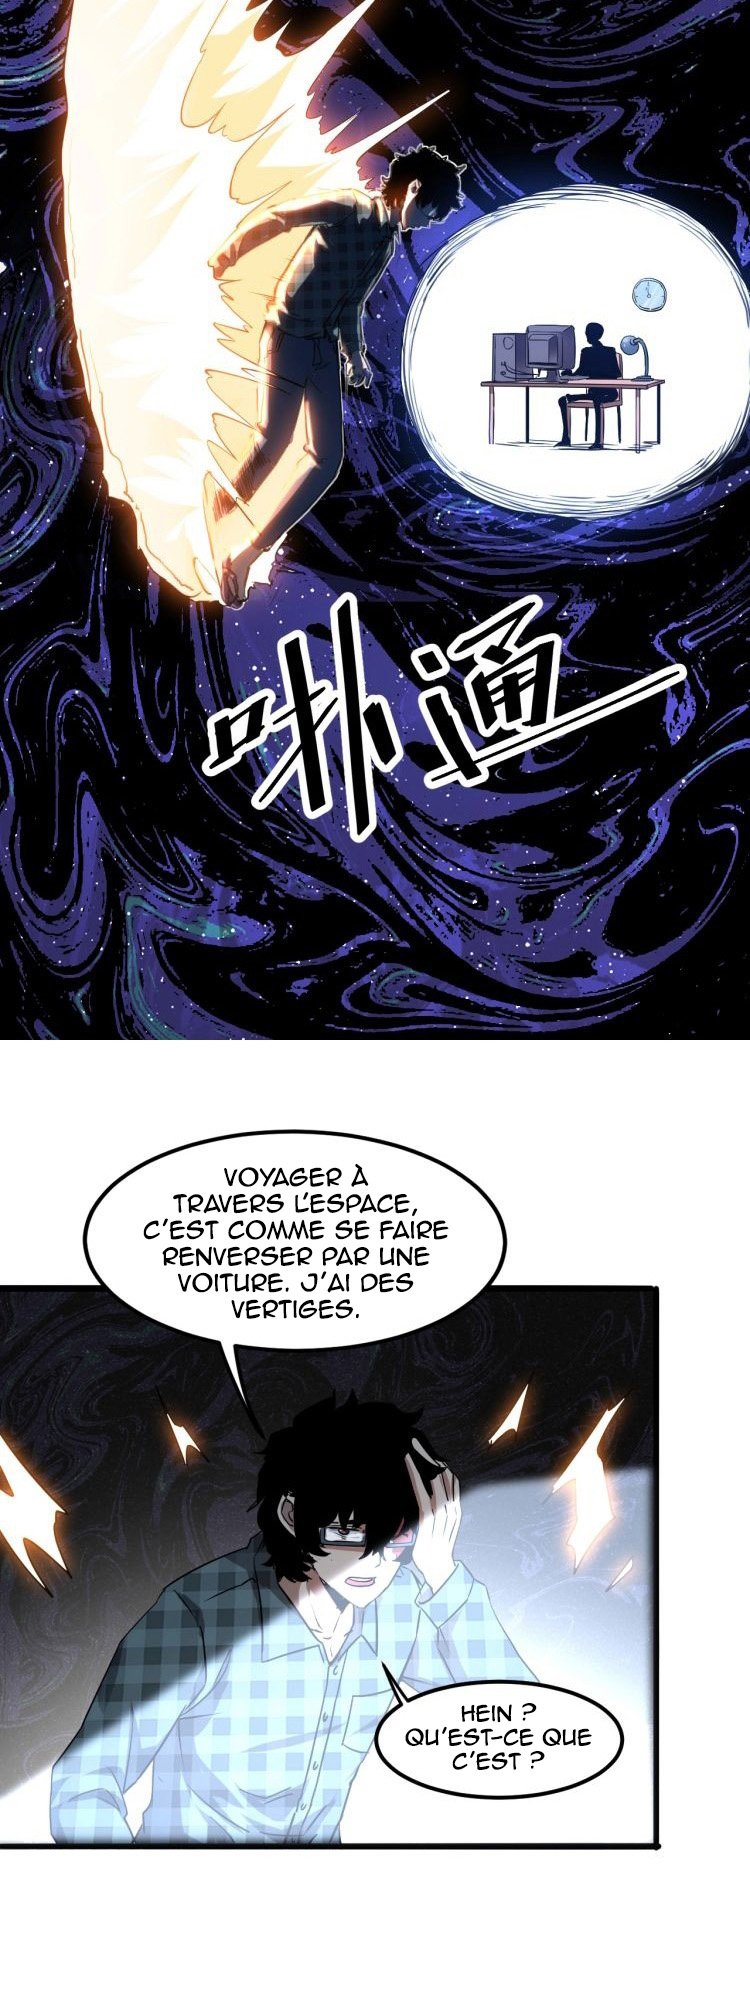 卟通
VOYAGER À
TRAVERS L'ESPACE,
C'EST COMME SE FAIRE
RENVERSER PAR UNE
VOITURE. J'AI DES
VERTIGES.
HEIN ?
QU'EST-CE QUE
C'EST ?